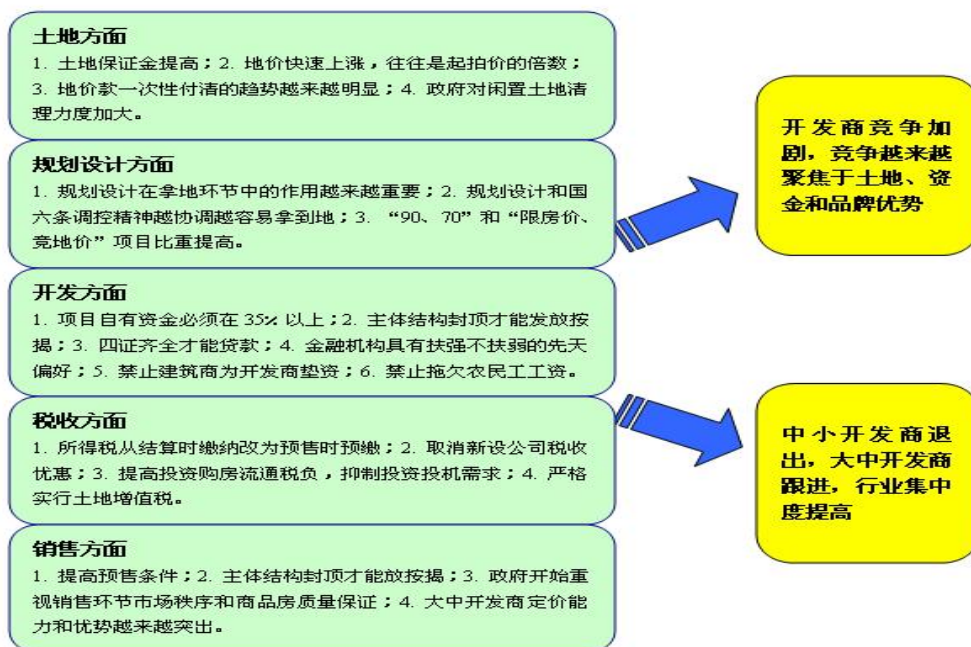 土地方面
1. 土地保证金提高；2. 地价快速上涨，往往是起拍价的倍数；
3. 地价款一次性付清的趋势越来越明显；4. 政府对闲置土地清
理力度加大。
规划设计方面
1. 规划设计在拿地环节中的作用越来越重要；2. 规划设计和国
六条调控精神越协调越容易拿到地；3. “90、70”和“限房价、
竞地价”项目比重提高。
开发方面
1. 项目自有资金必须在 35% 以上；2. 主体结构封顶才能发放按
揭；3. 四证齐全才能贷款；4. 金融机构具有扶强不扶弱的先天
偏好；5. 禁止建筑商为开发商垫资；6. 禁止拖欠农民工工资。
税收方面
1. 所得税从结算时缴纳改为预售时预缴；2. 取消新设公司税收
优惠；3. 提高投资购房流通税负，抑制投资投机需求；4. 严格
实行土地增值税。
销售方面
1. 提高预售条件；2. 主体结构封顶才能放按揭；3. 政府开始重
视销售环节市场秩序和商品房质量保证；4. 大中开发商定价能
力和优势越来越突出。
开发商竞争加
剧，竞争越来越
聚焦于土地、资
金和品牌优势
中小开发商退
出，大中开发商
跟进，行业集中
度提高